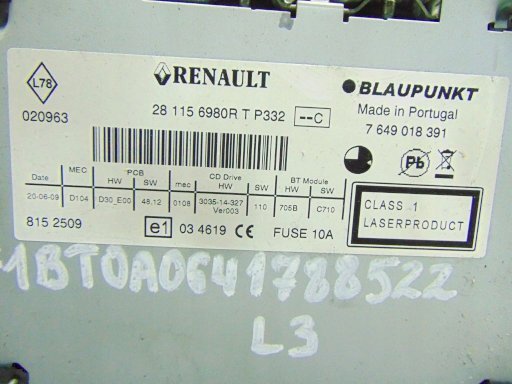 L78
RENAULT
BLAUPUNKT
020963
28 115 6980R T P332 --C
Made in Portugal
7 649 018 391
Pb
Date MEC PCB HW SW mec CD Drive HW SW BT Module HW SW
20-06-09 D104 D30_E00 48,12 0108 3035-14-327 Ver003 110 705B C710
CLASS 1
LASERPRODUCT
815 2509
e1 03 4619 CE FUSE 10A
1BT0A0641788522
L3